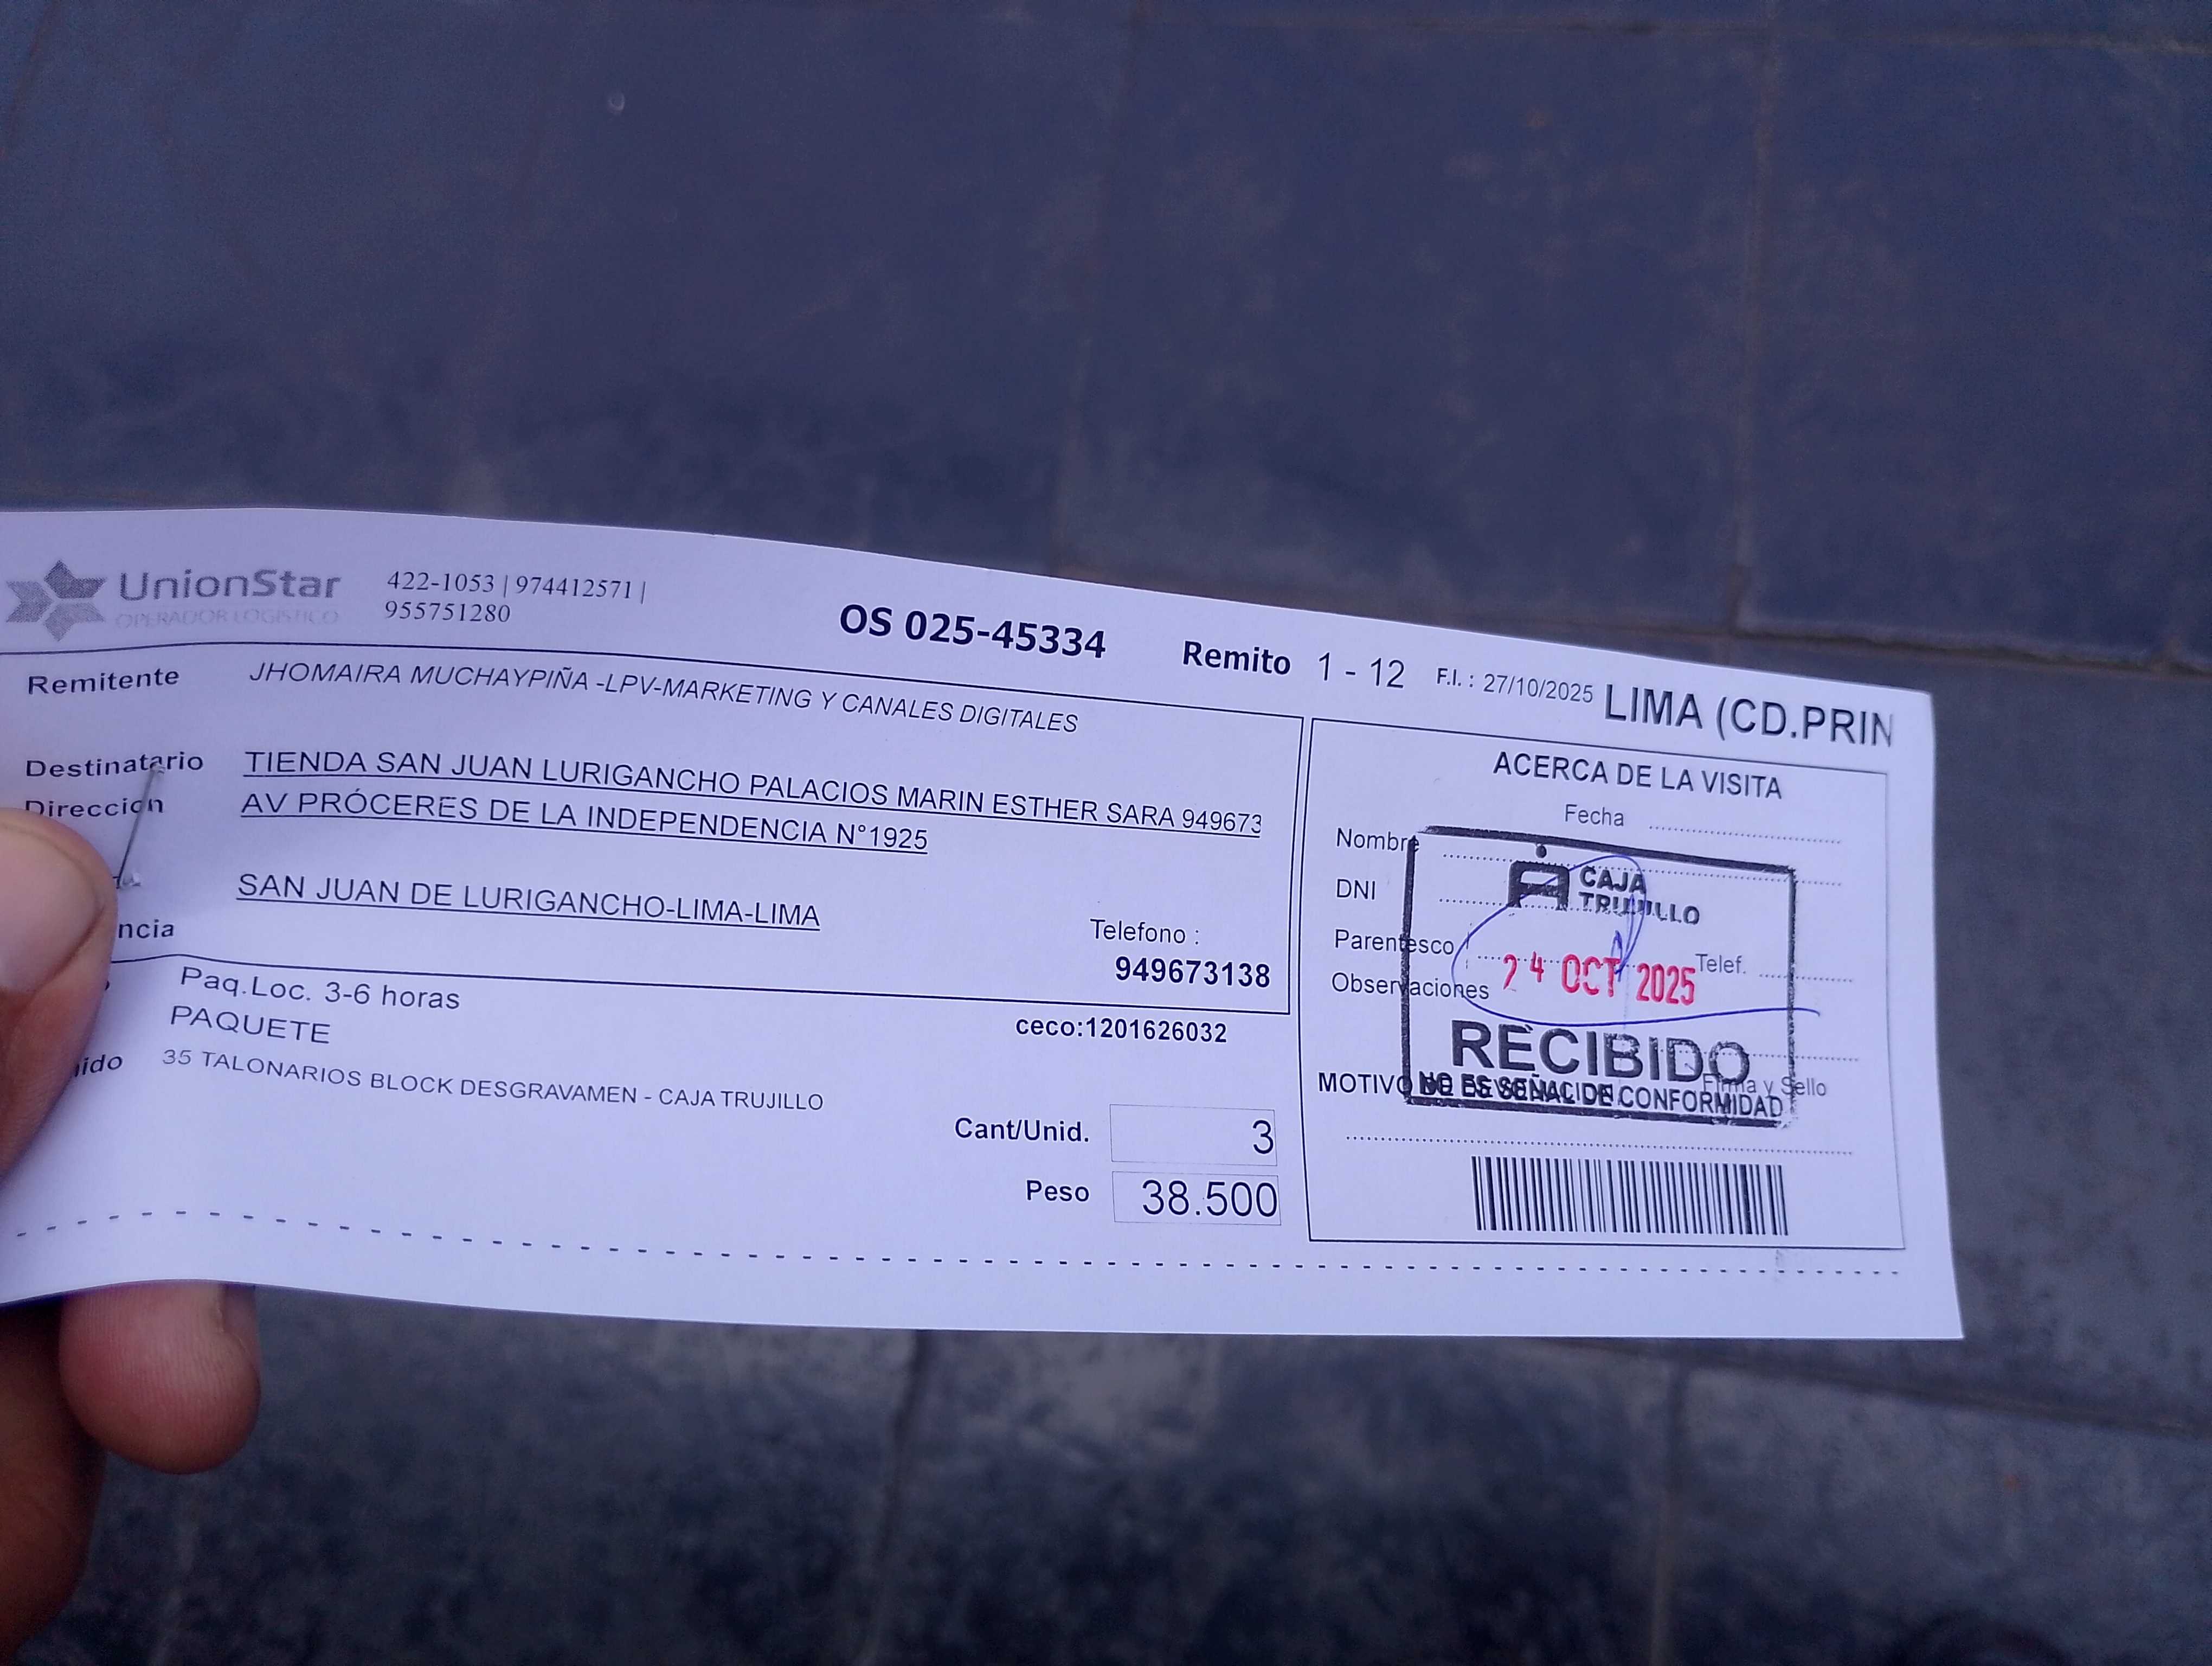 UnionStar
OPERADOR LOGISTICO
422-1053 | 974412571 |
955751280
OS 025-45334
Remito 1 - 12
F.I. : 27/10/2025
LIMA (CD.PRIN
Remitente JHOMAIRA MUCHAYPIÑA -LPV-MARKETING Y CANALES DIGITALES
Destinatario TIENDA SAN JUAN LURIGANCHO PALACIOS MARIN ESTHER SARA 949673
Direccion AV PRÓCERES DE LA INDEPENDENCIA N°1925
SAN JUAN DE LURIGANCHO-LIMA-LIMA
ncia
Telefono :
949673138
Paq.Loc. 3-6 horas
PAQUETE
ceco:1201626032
ido 35 TALONARIOS BLOCK DESGRAVAMEN - CAJA TRUJILLO
Cant/Unid. 3
Peso 38.500
ACERCA DE LA VISITA
Fecha
Nombre
DNI
Parentesco
Telef.
Observaciones
CAJA
TRUJILLO
24 OCT 2025
RECIBIDO
NO ES SEÑAL DE CONFORMIDAD
Firma y Sello
MOTIVO